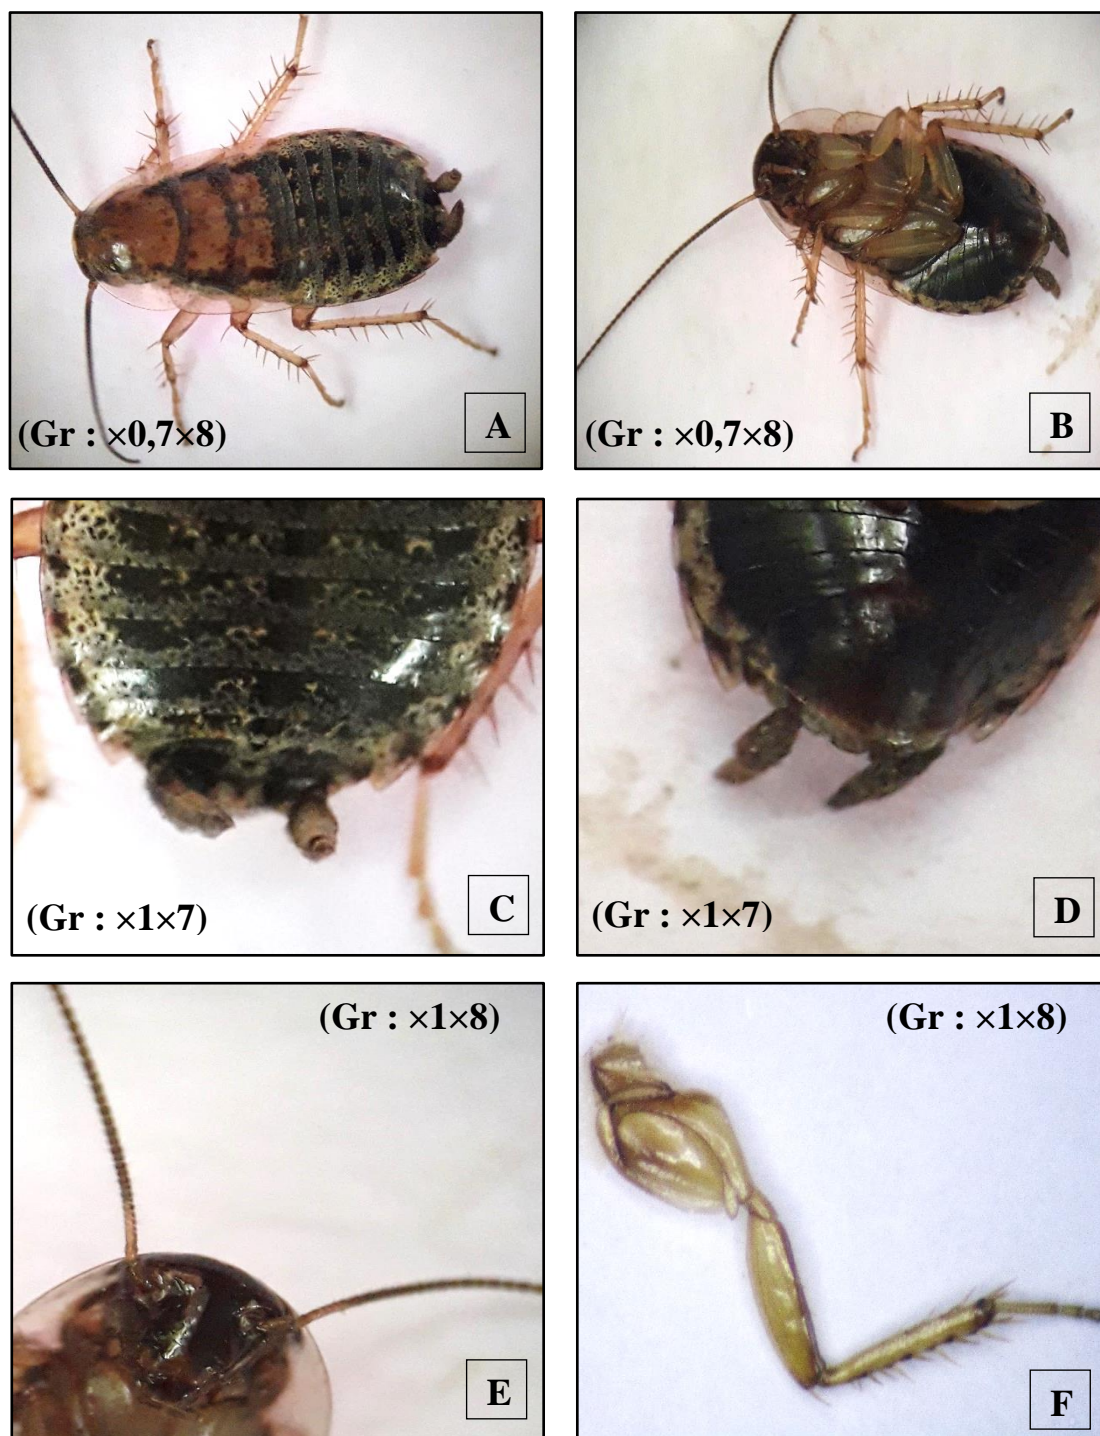 (Gr : ×0,7×8)
A
(Gr : ×0,7×8)
B
(Gr : ×1×7)
C
(Gr : ×1×7)
D
(Gr : ×1×8)
E
(Gr : ×1×8)
F